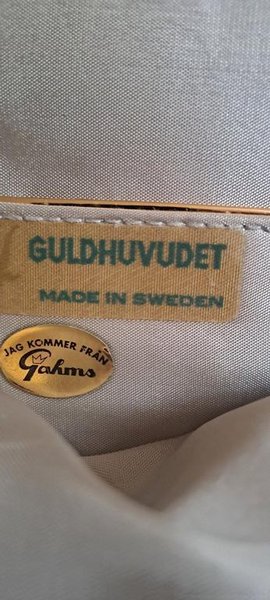 GULDHUVUDET
MADE IN SWEDEN
JAG KOMMER FRÅN
Gahms